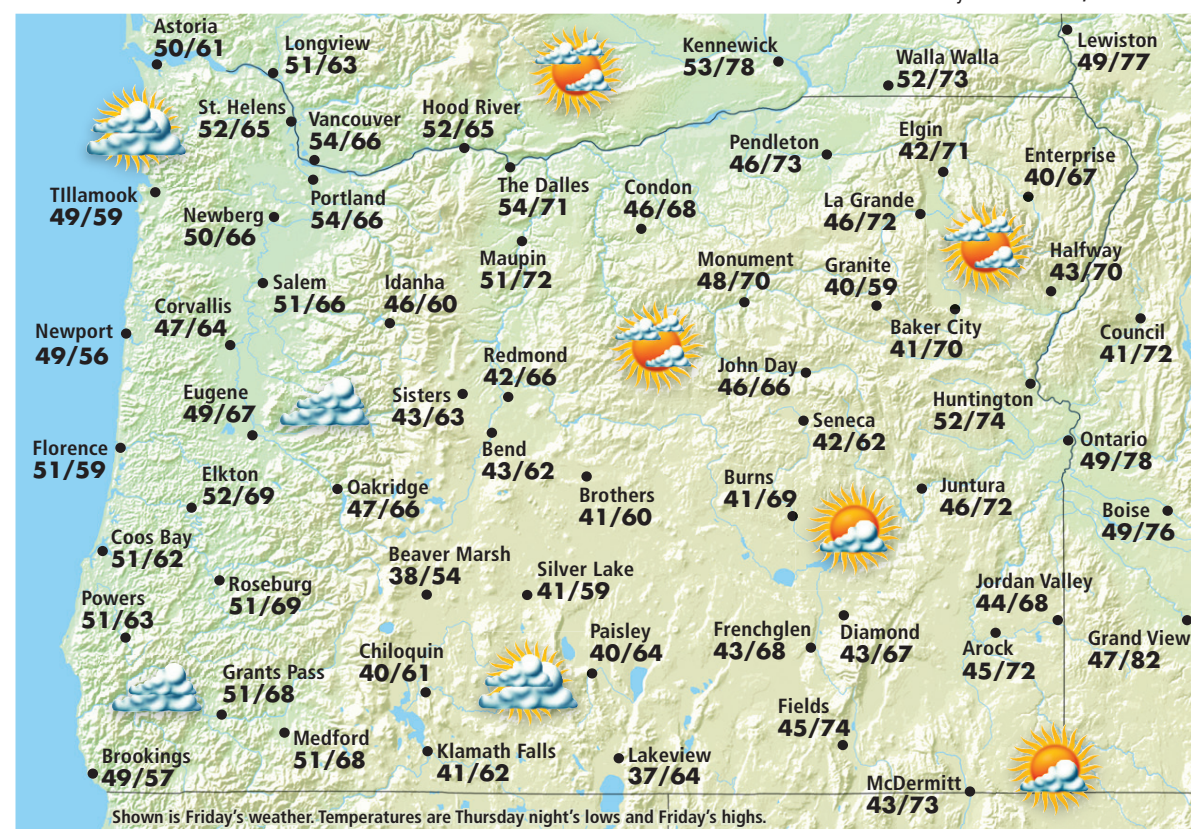 Astoria
50/61
Longview
51/63
Kennewick
53/78
Walla Walla
52/73
Lewiston
49/77
St. Helens
52/65
Vancouver
54/66
Hood River
52/65
Pendleton
46/73
Elgin
42/71
Enterprise
40/67
TIllamook
49/59
Newberg
50/66
Portland
54/66
The Dalles
54/71
Condon
46/68
La Grande
46/72
Maupin
51/72
Monument
48/70
Granite
40/59
Halfway
43/70
Salem
51/66
Idanha
46/60
Corvallis
47/64
Newport
49/56
Baker City
41/70
Council
41/72
Redmond
42/66
John Day
46/66
Eugene
49/67
Sisters
43/63
Huntington
52/74
Seneca
42/62
Florence
51/59
Bend
43/62
Ontario
49/78
Elkton
52/69
Oakridge
47/66
Brothers
41/60
Burns
41/69
Juntura
46/72
Boise
49/76
Coos Bay
51/62
Beaver Marsh
38/54
Silver Lake
41/59
Roseburg
51/69
Jordan Valley
44/68
Powers
51/63
Paisley
40/64
Frenchglen
43/68
Diamond
43/67
Arock
45/72
Grand View
47/82
Chiloquin
40/61
Grants Pass
51/68
Fields
45/74
Medford
51/68
Klamath Falls
41/62
Lakeview
37/64
Brookings
49/57
McDermitt
43/73
Shown is Friday's weather. Temperatures are Thursday night's lows and Friday's highs.